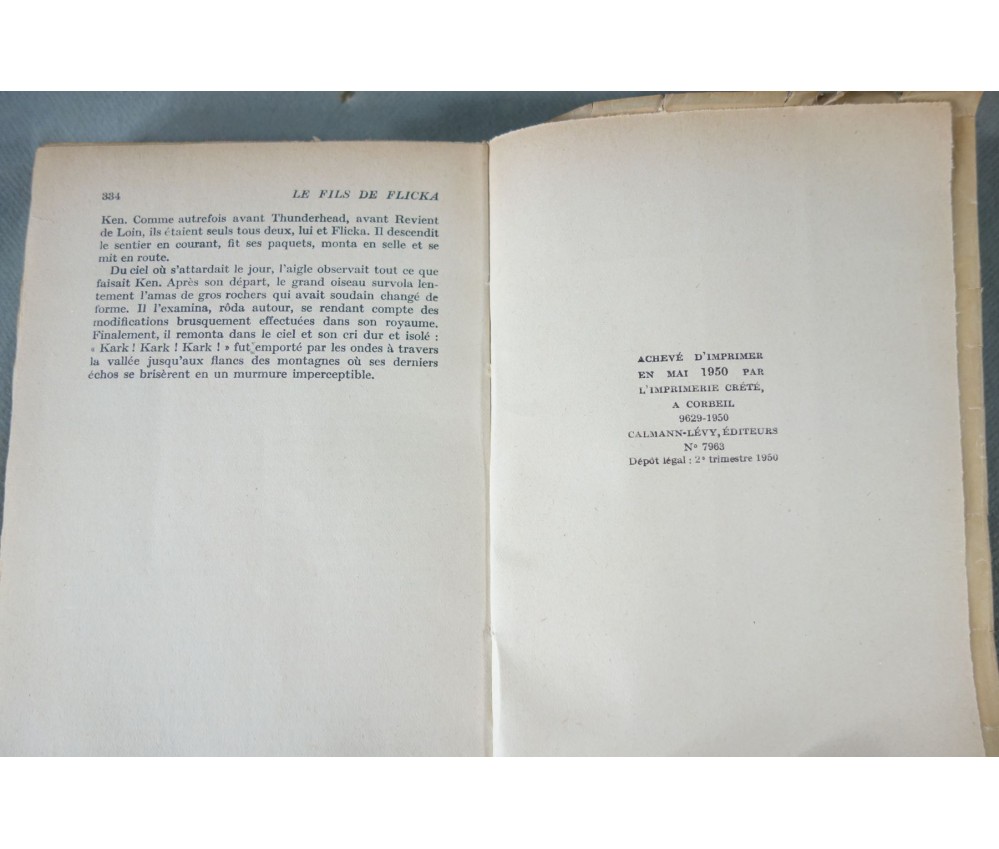 334 LE FILS DE FLICKA
Ken. Comme autrefois avant Thunderhead, avant Revient
de Loin, ils étaient seuls tous deux, lui et Flicka. Il descendit
le sentier en courant, fit ses paquets, monta en selle et se
mit en route.
Du ciel où s'attardait le jour, l'aigle observait tout ce que
faisait Ken. Après son départ, le grand oiseau survola len-
tement l'amas de gros rochers qui avait soudain changé de
forme. Il l'examina, rôda autour, se rendant compte des
modifications brusquement effectuées dans son royaume.
Finalement, il remonta dans le ciel et son cri dur et isolé :
« Kark ! Kark ! Kark ! » fut emporté par les ondes à travers
la vallée jusqu'aux flancs des montagnes où ses derniers
échos se brisèrent en un murmure imperceptible.
ACHEVÉ D'IMPRIMER
EN MAI 1950 PAR
L'IMPRIMERIE CRÉTÉ,
A CORBEIL
9629-1950
CALMANN-LÉVY, ÉDITEURS
N° 7963
Dépôt légal : 2e trimestre 1950